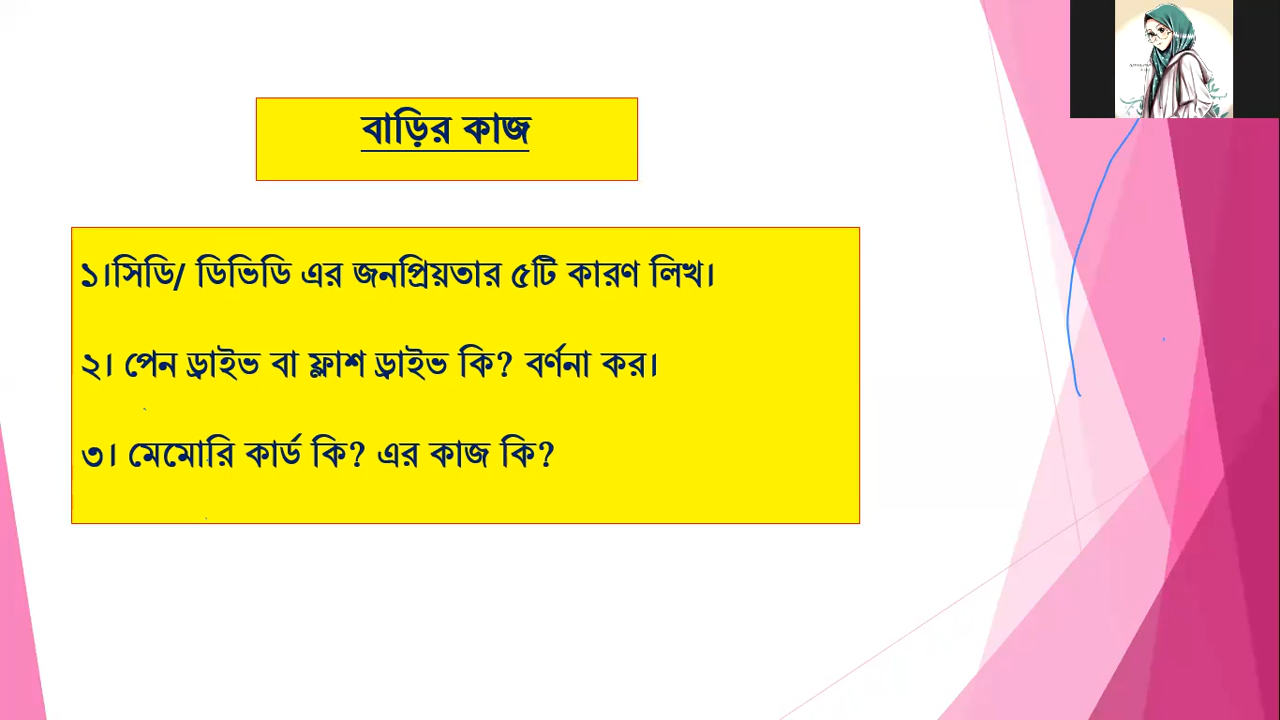 বাড়ির কাজ
১।সিডি/ ডিভিডি এর জনপ্রিয়তার ৫টি কারণ লিখ।
২। পেন ড্রাইভ বা ফ্লাশ ড্রাইভ কি? বর্ণনা কর।
৩। মেমোরি কার্ড কি? এর কাজ কি?